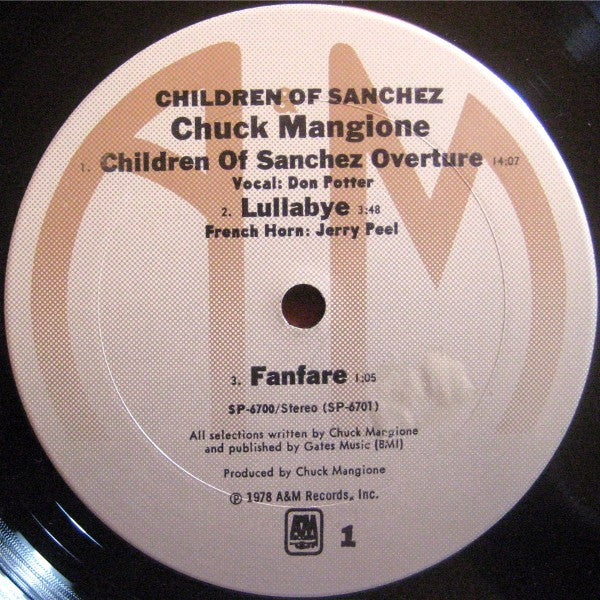 CHILDREN OF SANCHEZ
Chuck Mangione
1. Children Of Sanchez Overture 14:07
Vocal: Don Potter
2. Lullabye 3:48
French Horn: Jerry Peel
3. Fanfare 1:05
SP-6700/Stereo (SP-6701)
All selections written by Chuck Mangione
and published by Gates Music (BMI)
Produced by Chuck Mangione
℗ 1978 A&M Records, Inc.
A&M 1